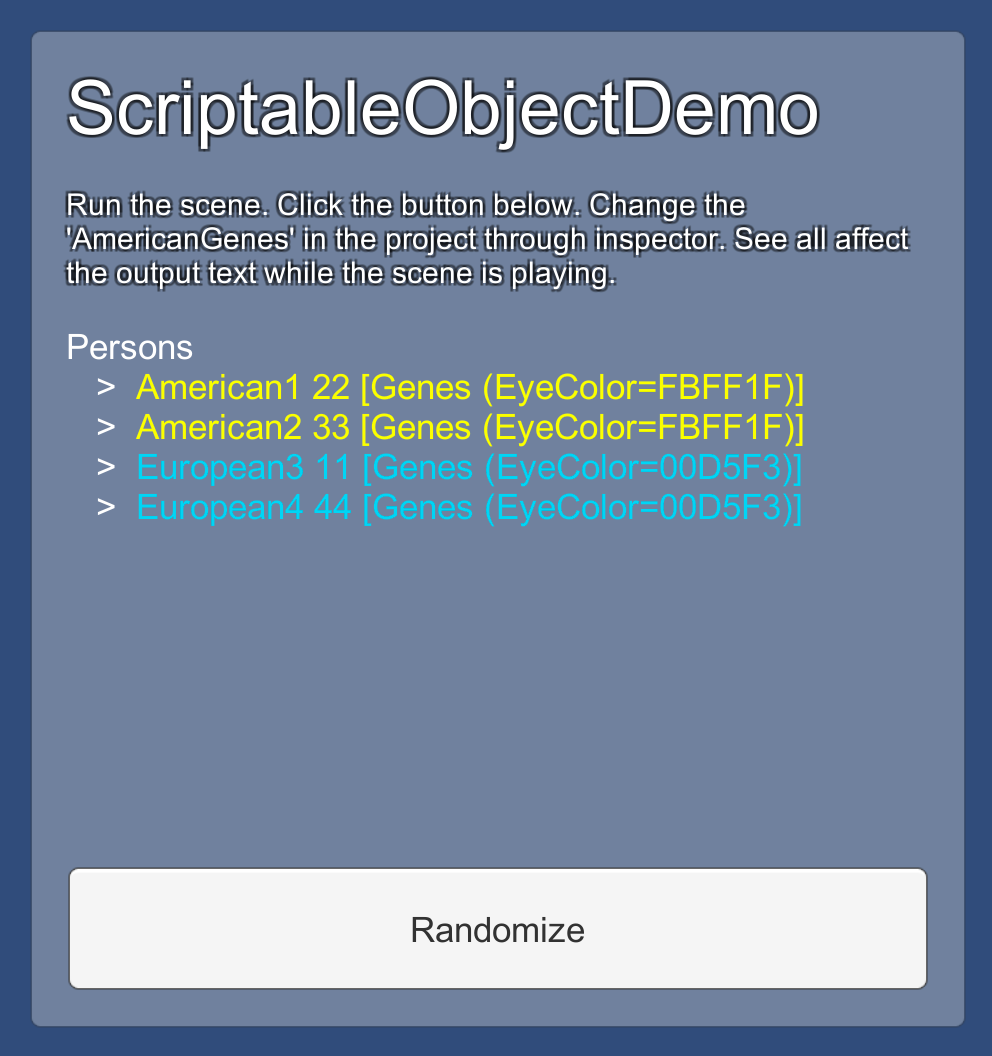 ScriptableObjectDemo
Run the scene. Click the button below. Change the
'AmericanGenes' in the project through inspector. See all affect
the output text while the scene is playing.
Persons
> American1 22 [Genes (EyeColor=FBFF1F)]
> American2 33 [Genes (EyeColor=FBFF1F)]
> European3 11 [Genes (EyeColor=00D5F3)]
> European4 44 [Genes (EyeColor=00D5F3)]
Randomize